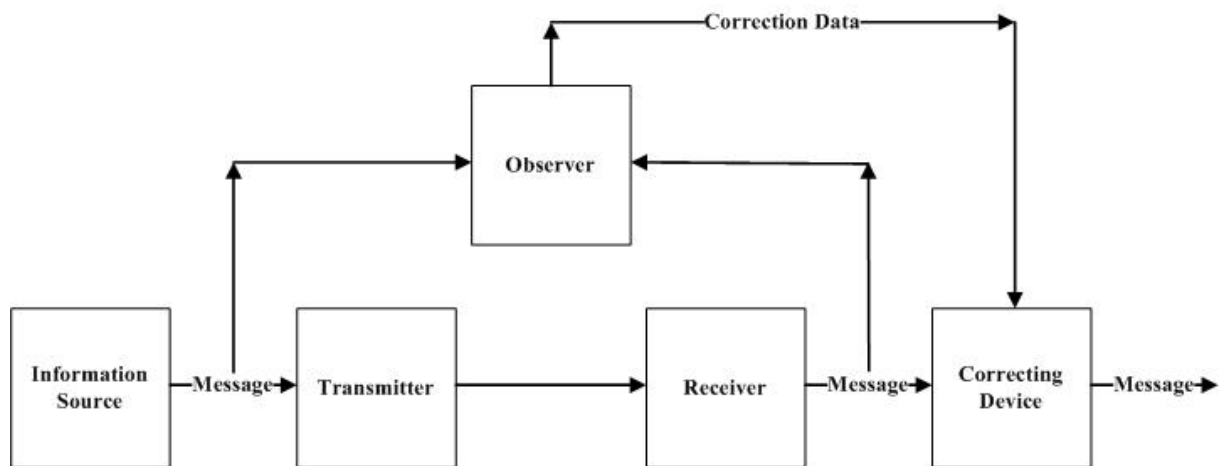 Correction Data
Observer
Information
Source
Message
Transmitter
Receiver
Message
Correcting
Device
Message